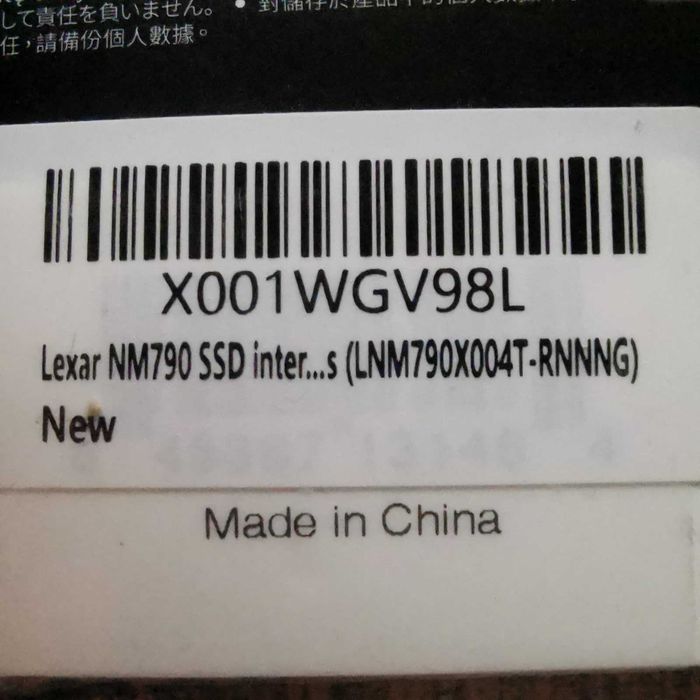 して責任を負いません。
任，請備份個人數據。
X001WGV98L
Lexar NM790 SSD inter...s (LNM790X004T-RNNNG)
New
Made in China